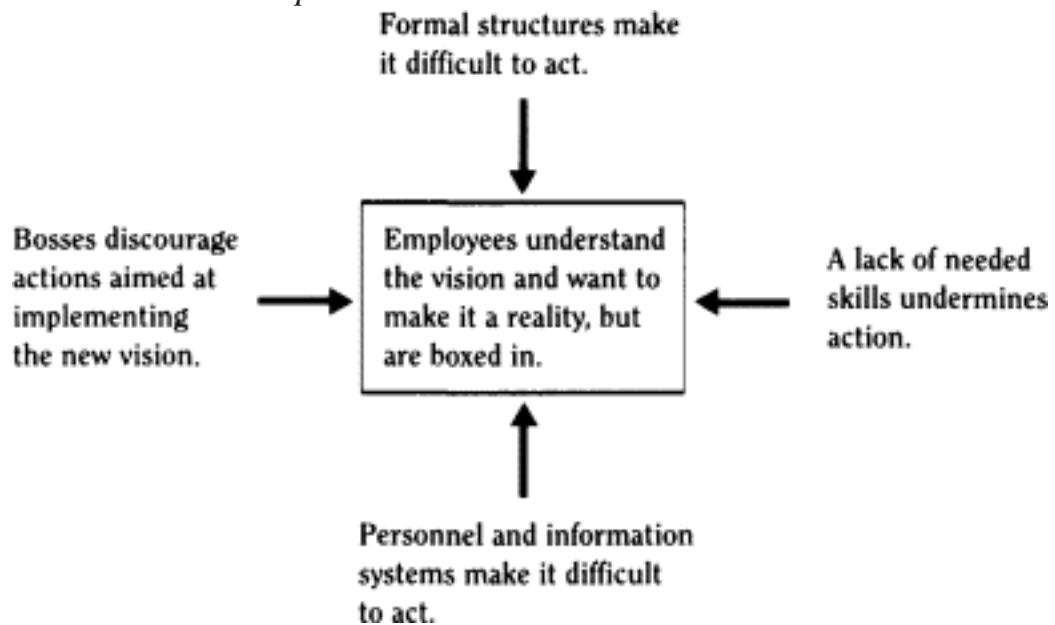 Formal structures make
it difficult to act.
Bosses discourage
actions aimed at
implementing
the new vision.
Employees understand
the vision and want to
make it a reality, but
are boxed in.
A lack of needed
skills undermines
action.
Personnel and information
systems make it difficult
to act.